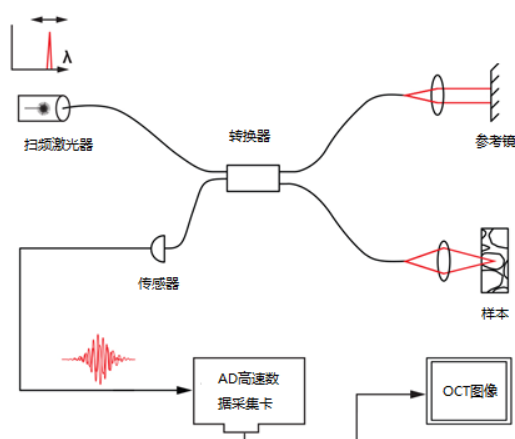 λ
扫频激光器
转换器
参考镜
传感器
样本
AD高速数
据采集卡
OCT图像